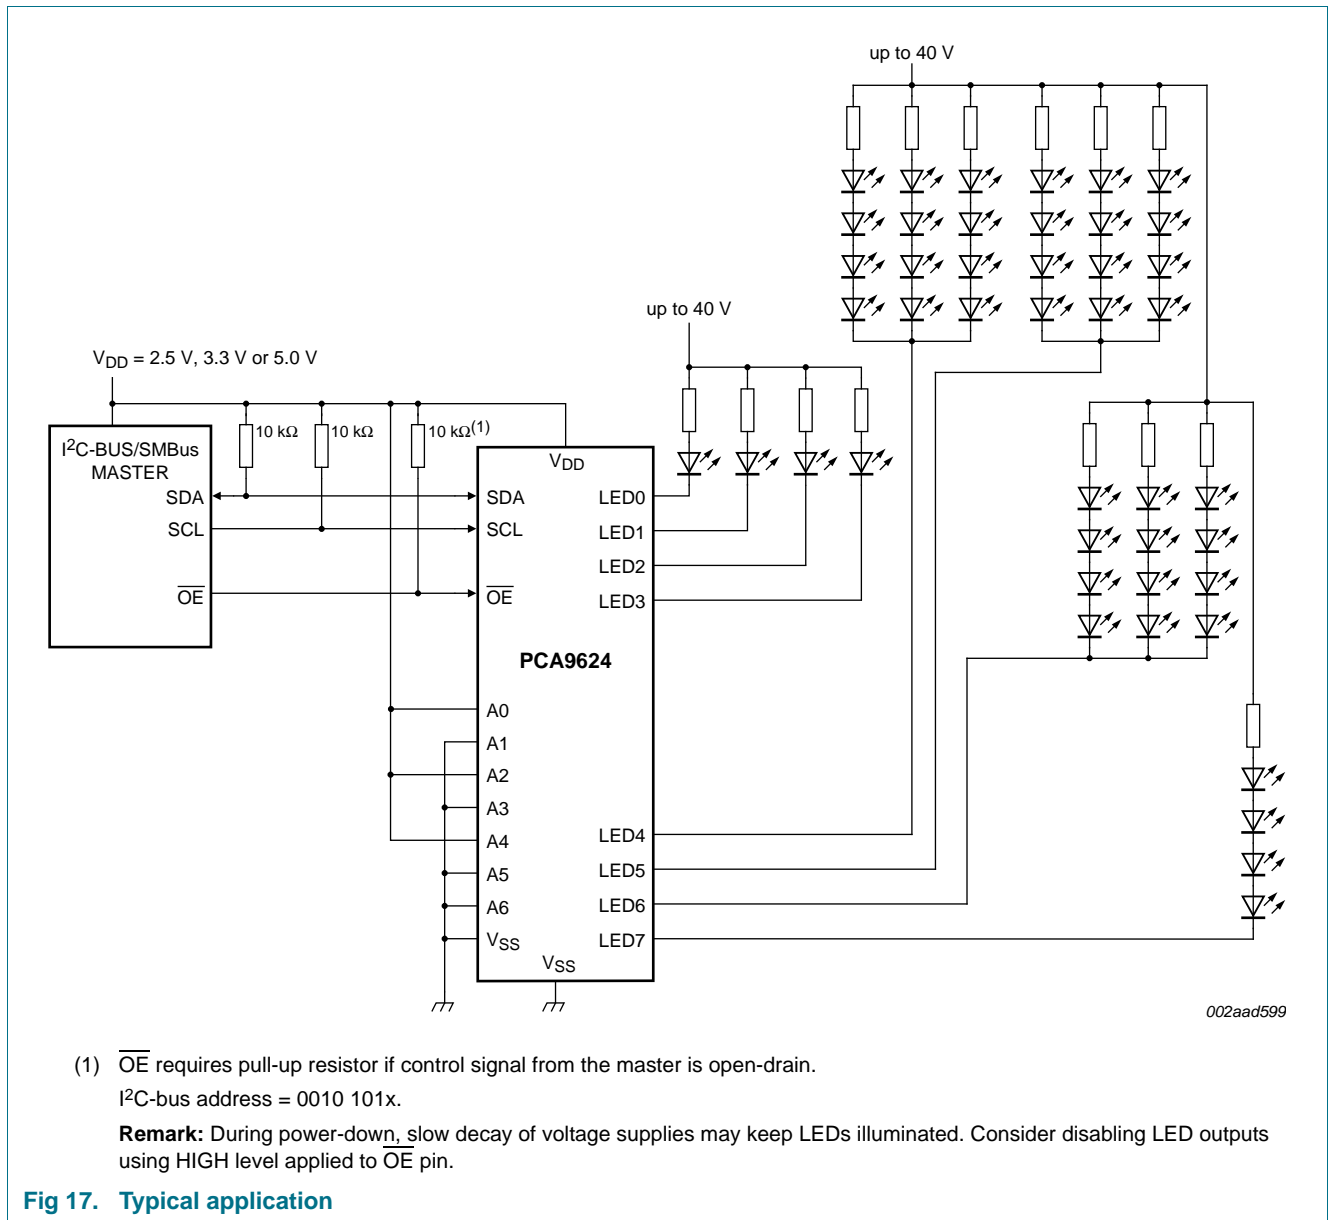 up to 40 V
up to 40 V
VDD = 2.5 V, 3.3 V or 5.0 V
10 kΩ
10 kΩ
10 kΩ(1)
I2C-BUS/SMBus
MASTER
SDA
SCL
OE
VDD
SDA
SCL
OE
PCA9624
A0
A1
A2
A3
A4
A5
A6
VSS
VSS
LED0
LED1
LED2
LED3
LED4
LED5
LED6
LED7
002aad599
(1) OE requires pull-up resistor if control signal from the master is open-drain.
I2C-bus address = 0010 101x.
Remark: During power-down, slow decay of voltage supplies may keep LEDs illuminated. Consider disabling LED outputs
using HIGH level applied to OE pin.
Fig 17. Typical application